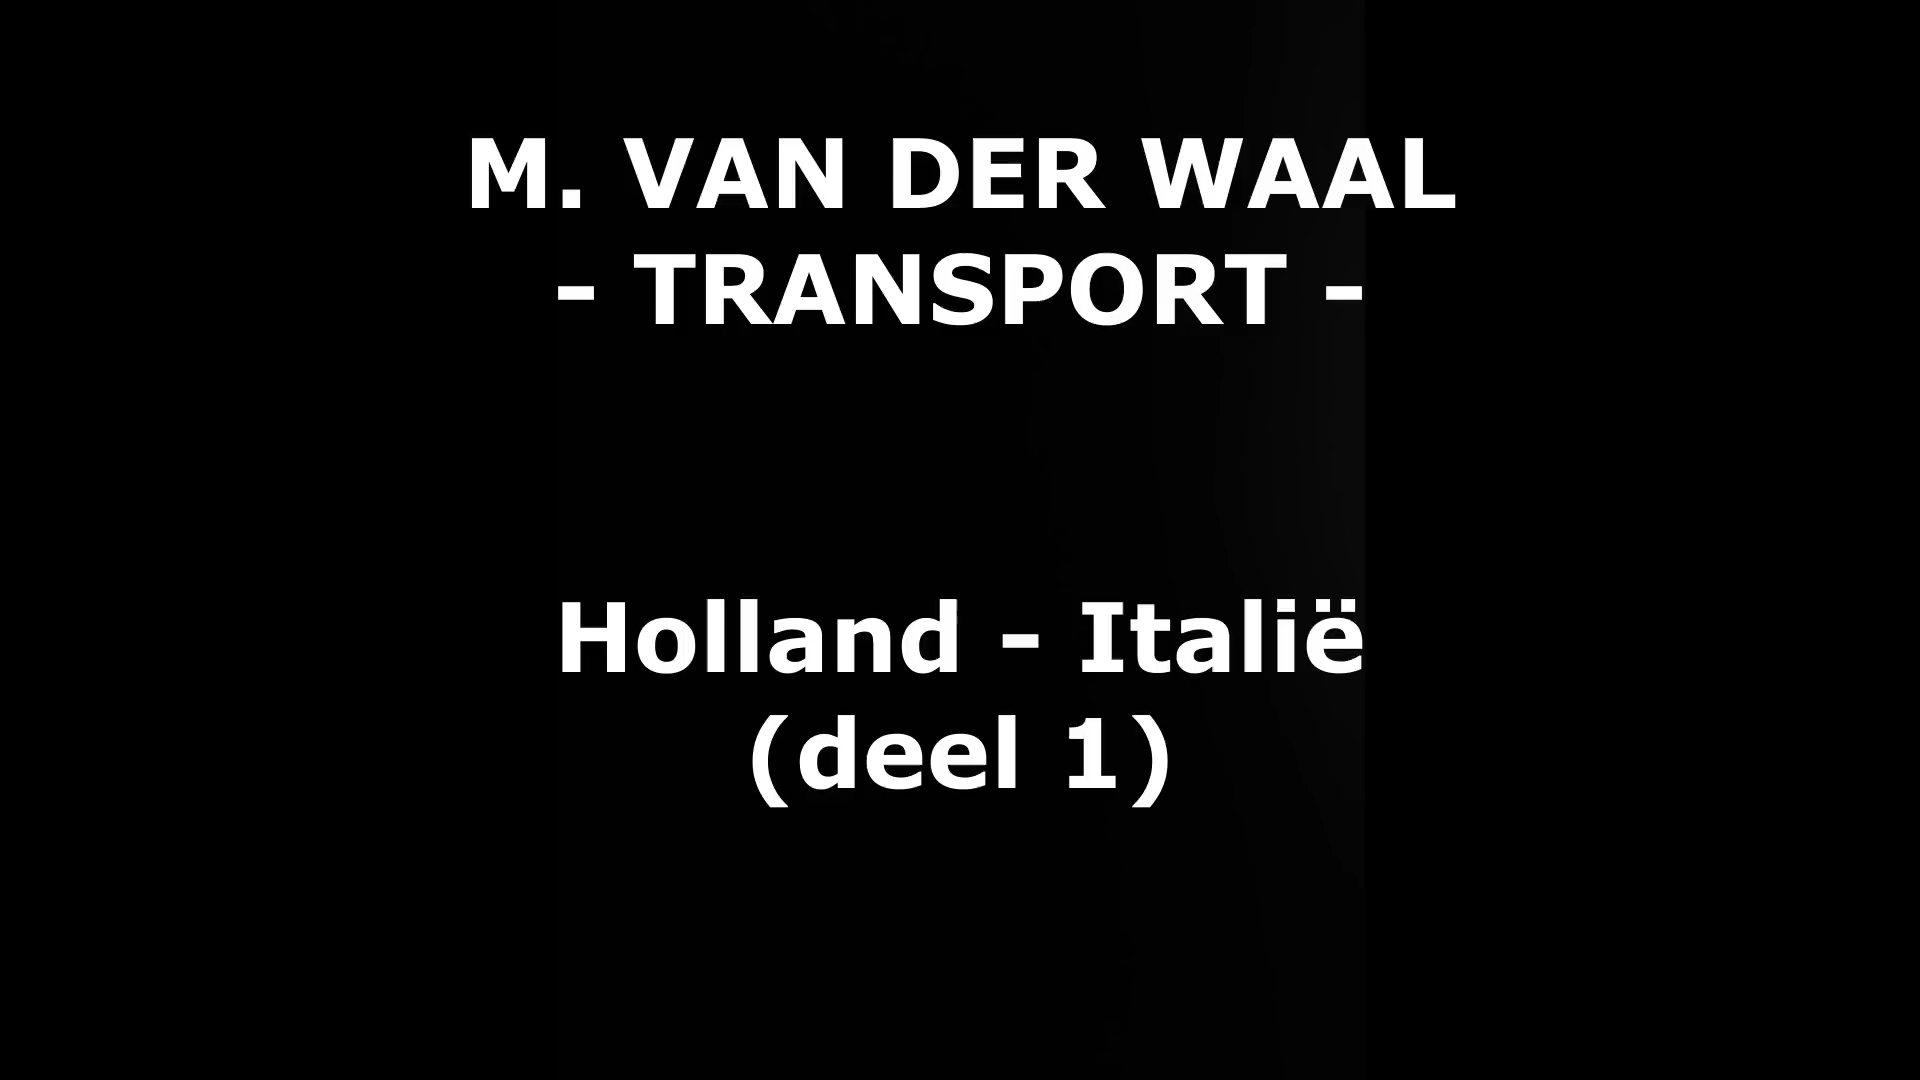 M. VAN DER WAAL
- TRANSPORT -
Holland - Italië
(deel 1)